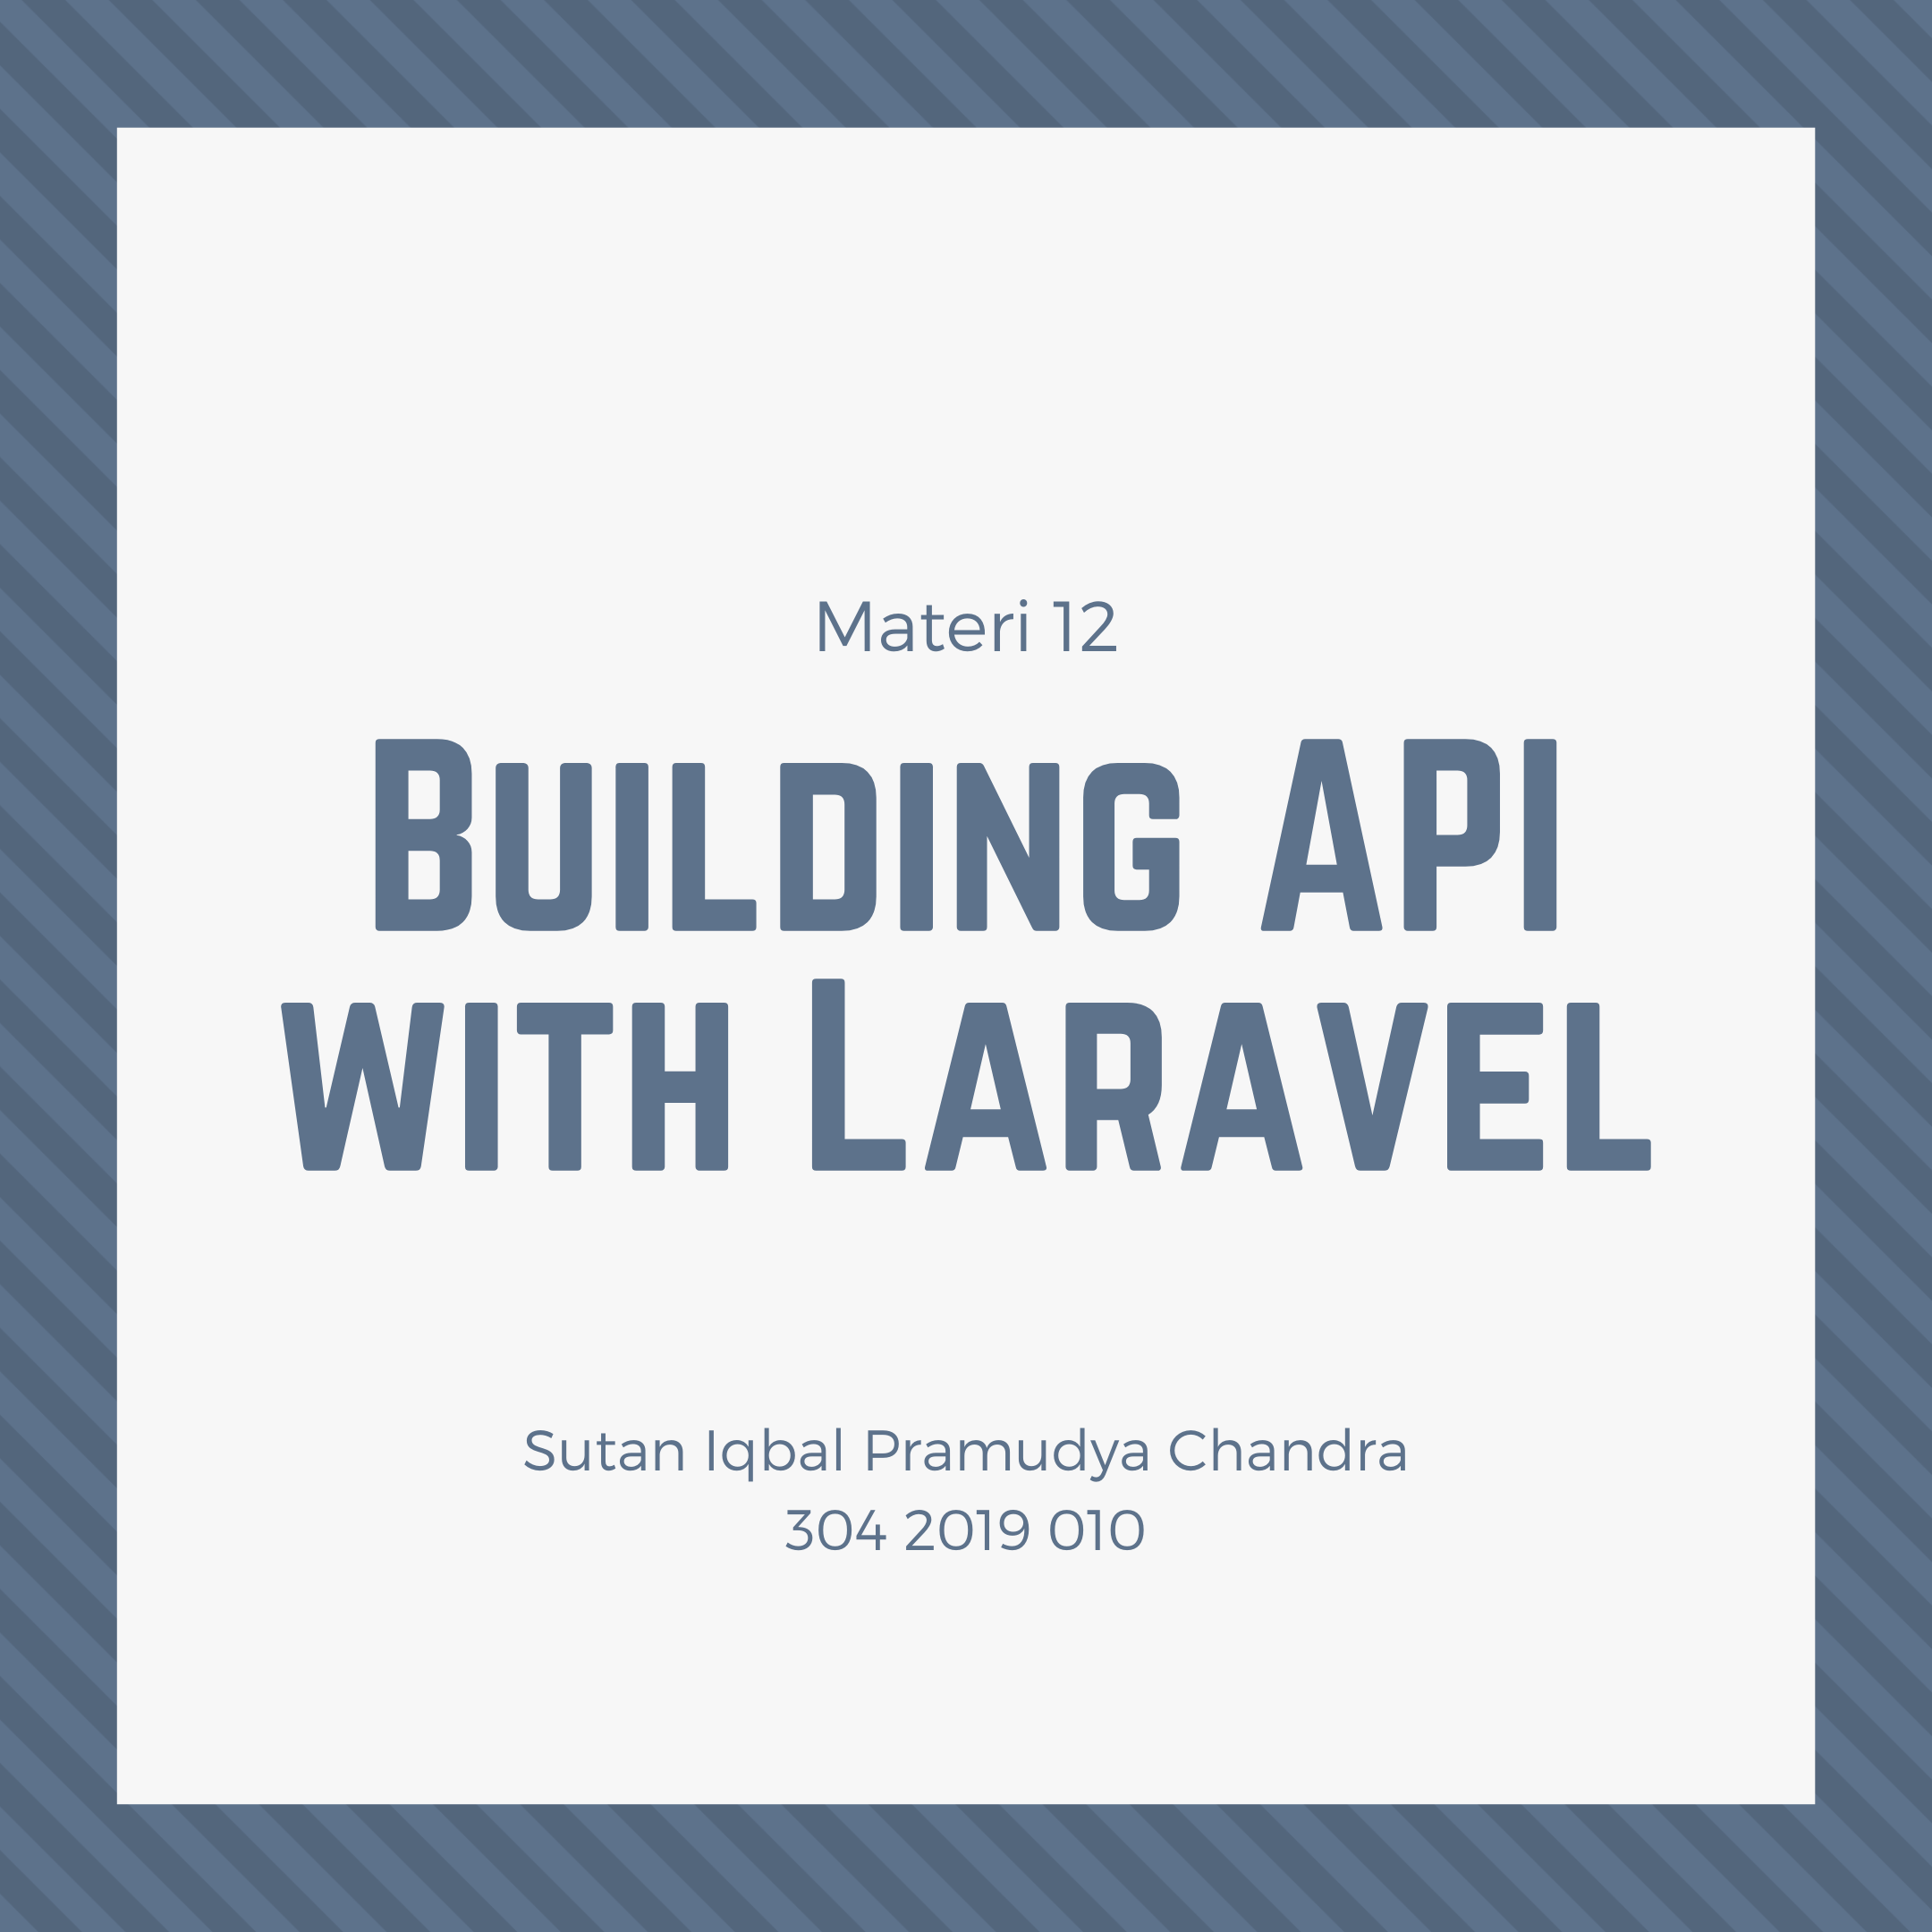 Materi 12
Building API
with Laravel
Sutan Iqbal Pramudya Chandra
304 2019 010